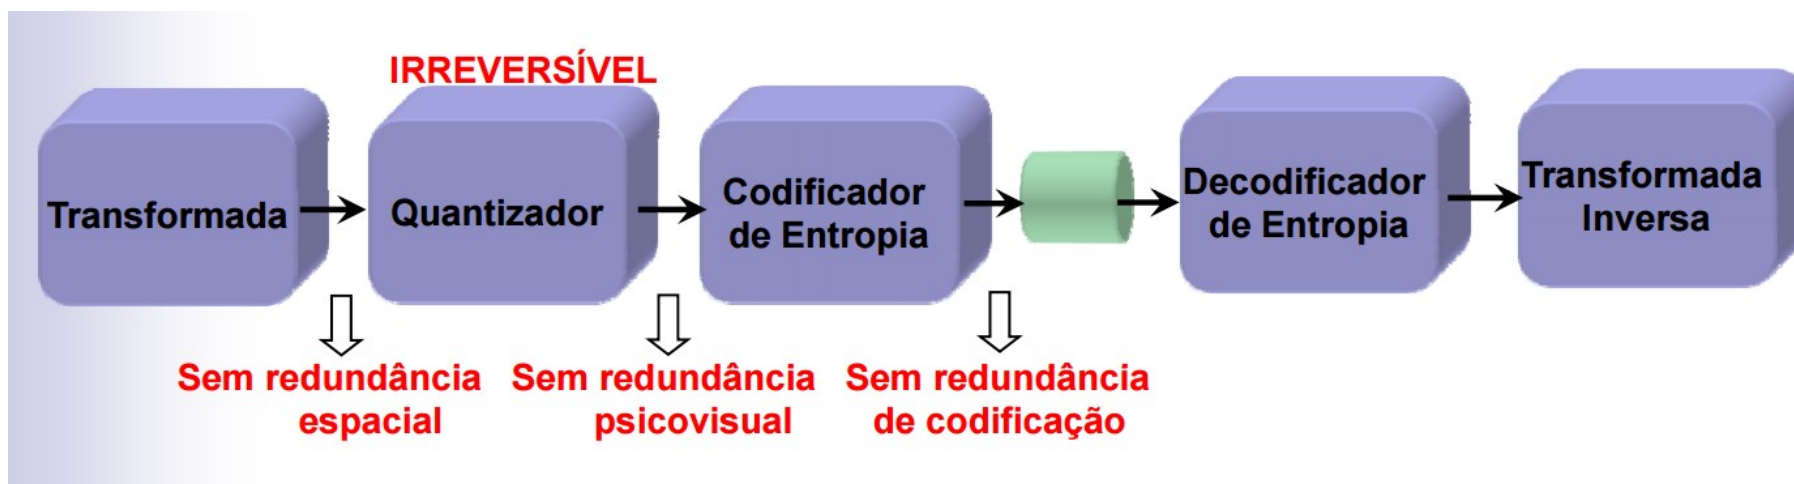 IRREVERSÍVEL
Transformada
Quantizador
Codificador
de Entropia
Decodificador
de Entropia
Transformada
Inversa
Sem redundância
espacial
Sem redundância
psicovisual
Sem redundância
de codificação